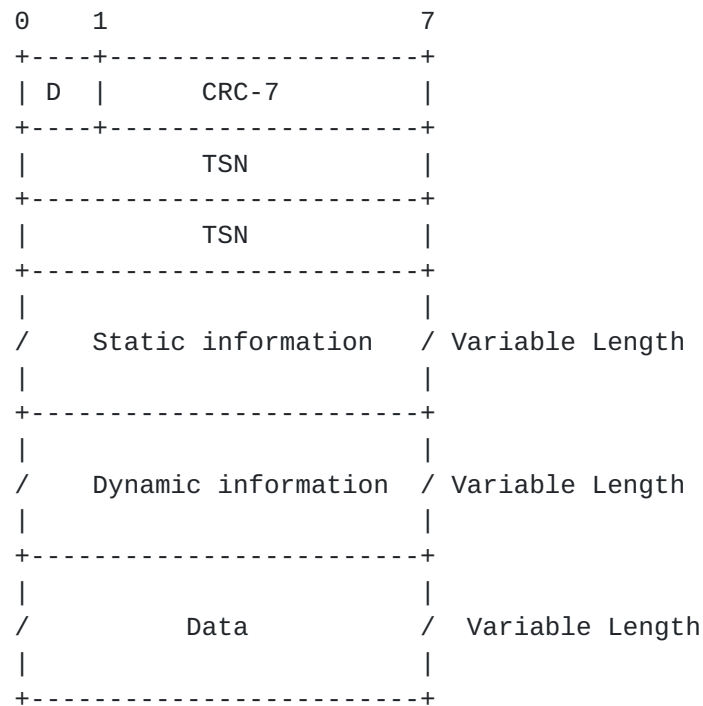 0    1                    7
+----+--------------------+
| D  |      CRC-7         |
+----+--------------------+
|           TSN           |
+-------------------------+
|           TSN           |
+-------------------------+
|                         |
/    Static information   / Variable Length
|                         |
+-------------------------+
|                         |
/    Dynamic information  / Variable Length
|                         |
+-------------------------+
|                         |
/          Data           /  Variable Length
|                         |
+-------------------------+